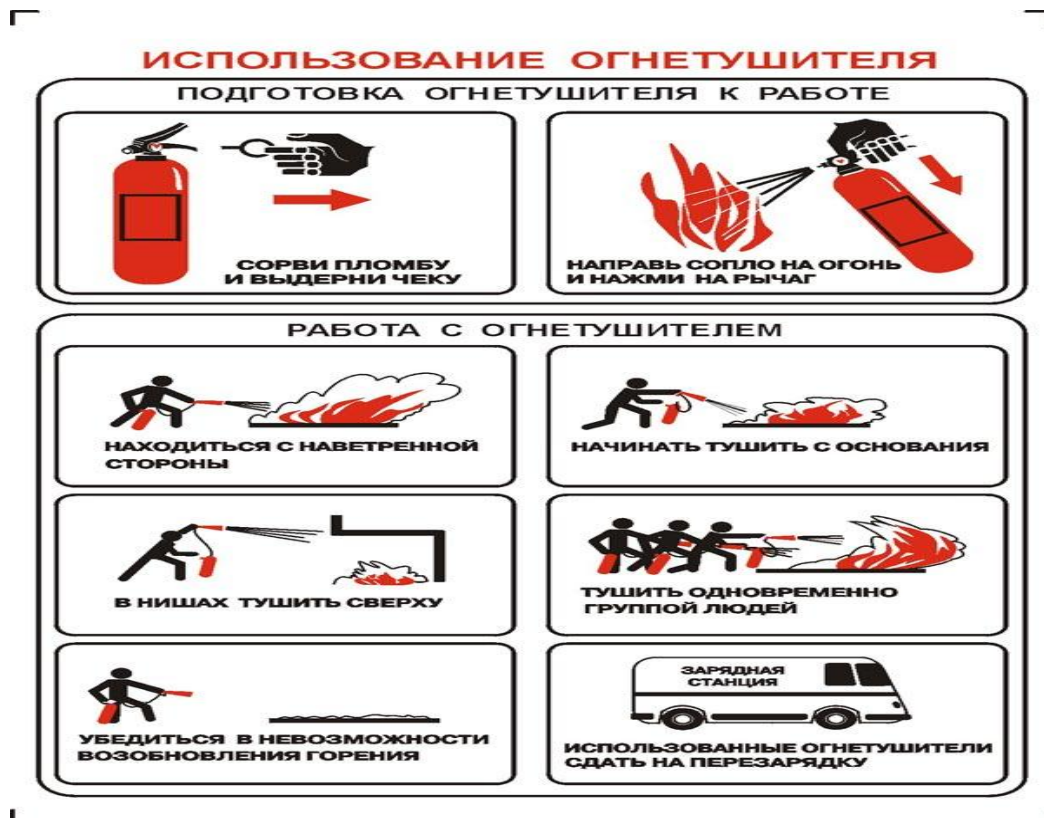 ИСПОЛЬЗОВАНИЕ ОГНЕТУШИТЕЛЯ
ПОДГОТОВКА ОГНЕТУШИТЕЛЯ К РАБОТЕ
СОРВИ ПЛОМБУ
И ВЫДЕРНИ ЧЕКУ
НАПРАВЬ СОПЛО НА ОГОНЬ
И НАЖМИ НА РЫЧАГ
РАБОТА С ОГНЕТУШИТЕЛЕМ
НАХОДИТЬСЯ С НАВЕТРЕННОЙ
СТОРОНЫ
НАЧИНАТЬ ТУШИТЬ С ОСНОВАНИЯ
В НИШАХ ТУШИТЬ СВЕРХУ
ТУШИТЬ ОДНОВРЕМЕННО
ГРУППОЙ ЛЮДЕЙ
УБЕДИТЬСЯ В НЕВОЗМОЖНОСТИ
ВОЗОБНОВЛЕНИЯ ГОРЕНИЯ
ЗАРЯДНАЯ
СТАНЦИЯ
ИСПОЛЬЗОВАННЫЕ ОГНЕТУШИТЕЛИ
СДАТЬ НА ПЕРЕЗАРЯДКУ